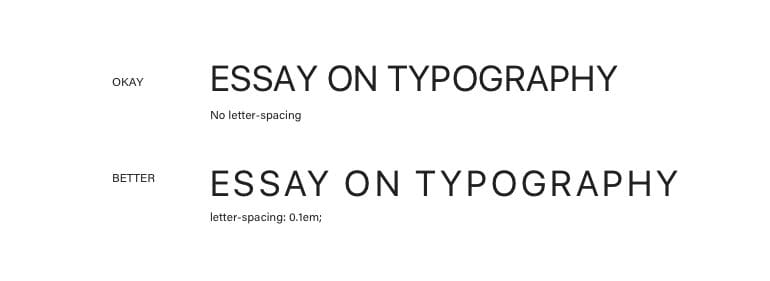 OKAY
ESSAY ON TYPOGRAPHY
No letter-spacing
BETTER
ESSAY ON TYPOGRAPHY
letter-spacing: 0.1em;